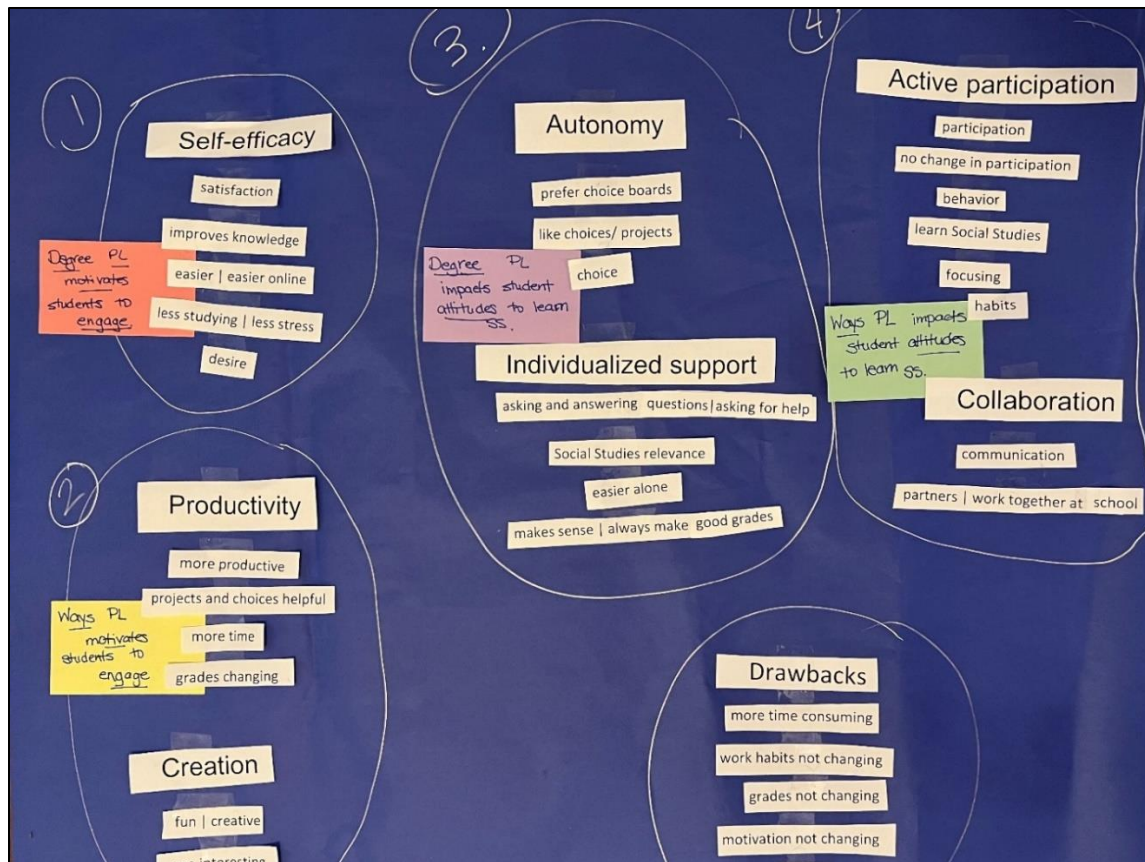 1
Self-efficacy
satisfaction
improves knowledge
easier | easier online
less studying | less stress
desire
Degree PL
motivates
students to
engage
2
Productivity
more productive
projects and choices helpful
more time
grades changing
Ways PL
motivates
students to
engage
Creation
fun | creative
interesting
3.
Autonomy
prefer choice boards
like choices/ projects
choice
Degree PL
impacts student
attitudes to learn
SS.
Individualized support
asking and answering questions | asking for help
Social Studies relevance
easier alone
makes sense | always make good grades
4
Active participation
participation
no change in participation
behavior
learn Social Studies
focusing
habits
Ways PL impacts
student attitudes
to learn SS.
Collaboration
communication
partners | work together at school
Drawbacks
more time consuming
work habits not changing
grades not changing
motivation not changing